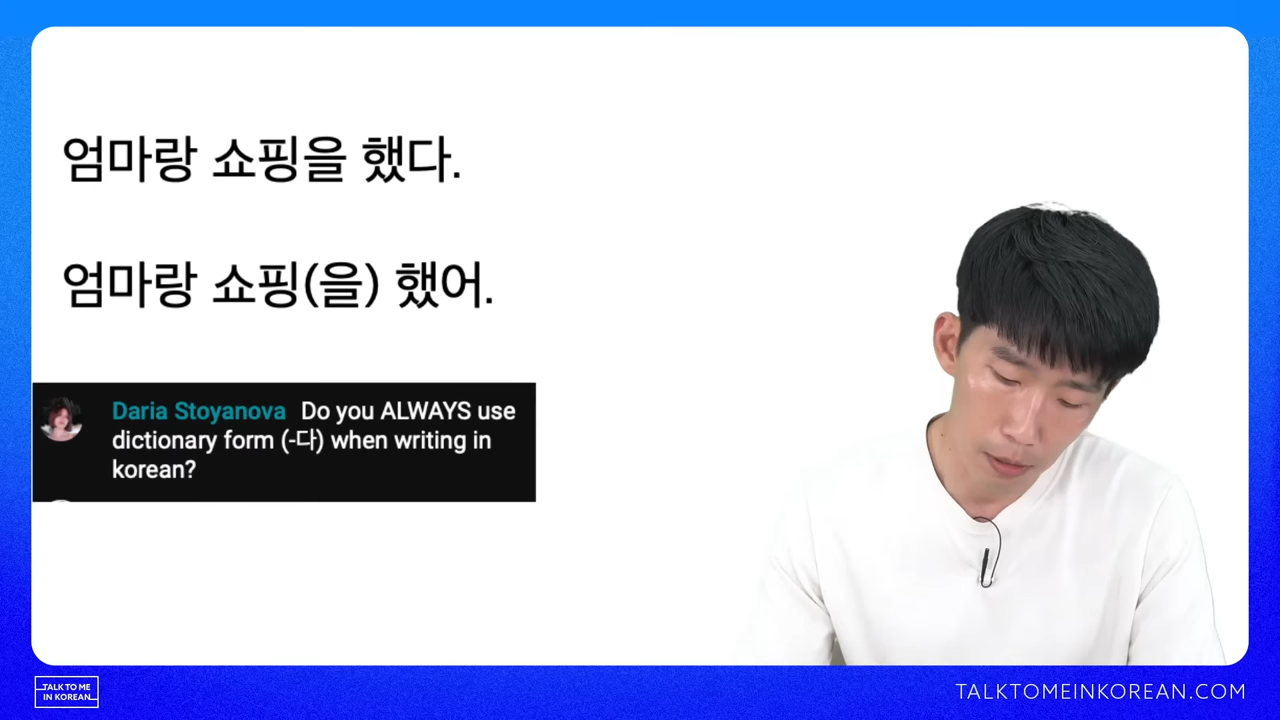 엄마랑 쇼핑을 했다.
엄마랑 쇼핑(을) 했어.
Daria Stoyanova Do you ALWAYS use
dictionary form (-다) when writing in
korean?
TALK TO ME
IN KOREAN
TALKTOMEINKOREAN.COM